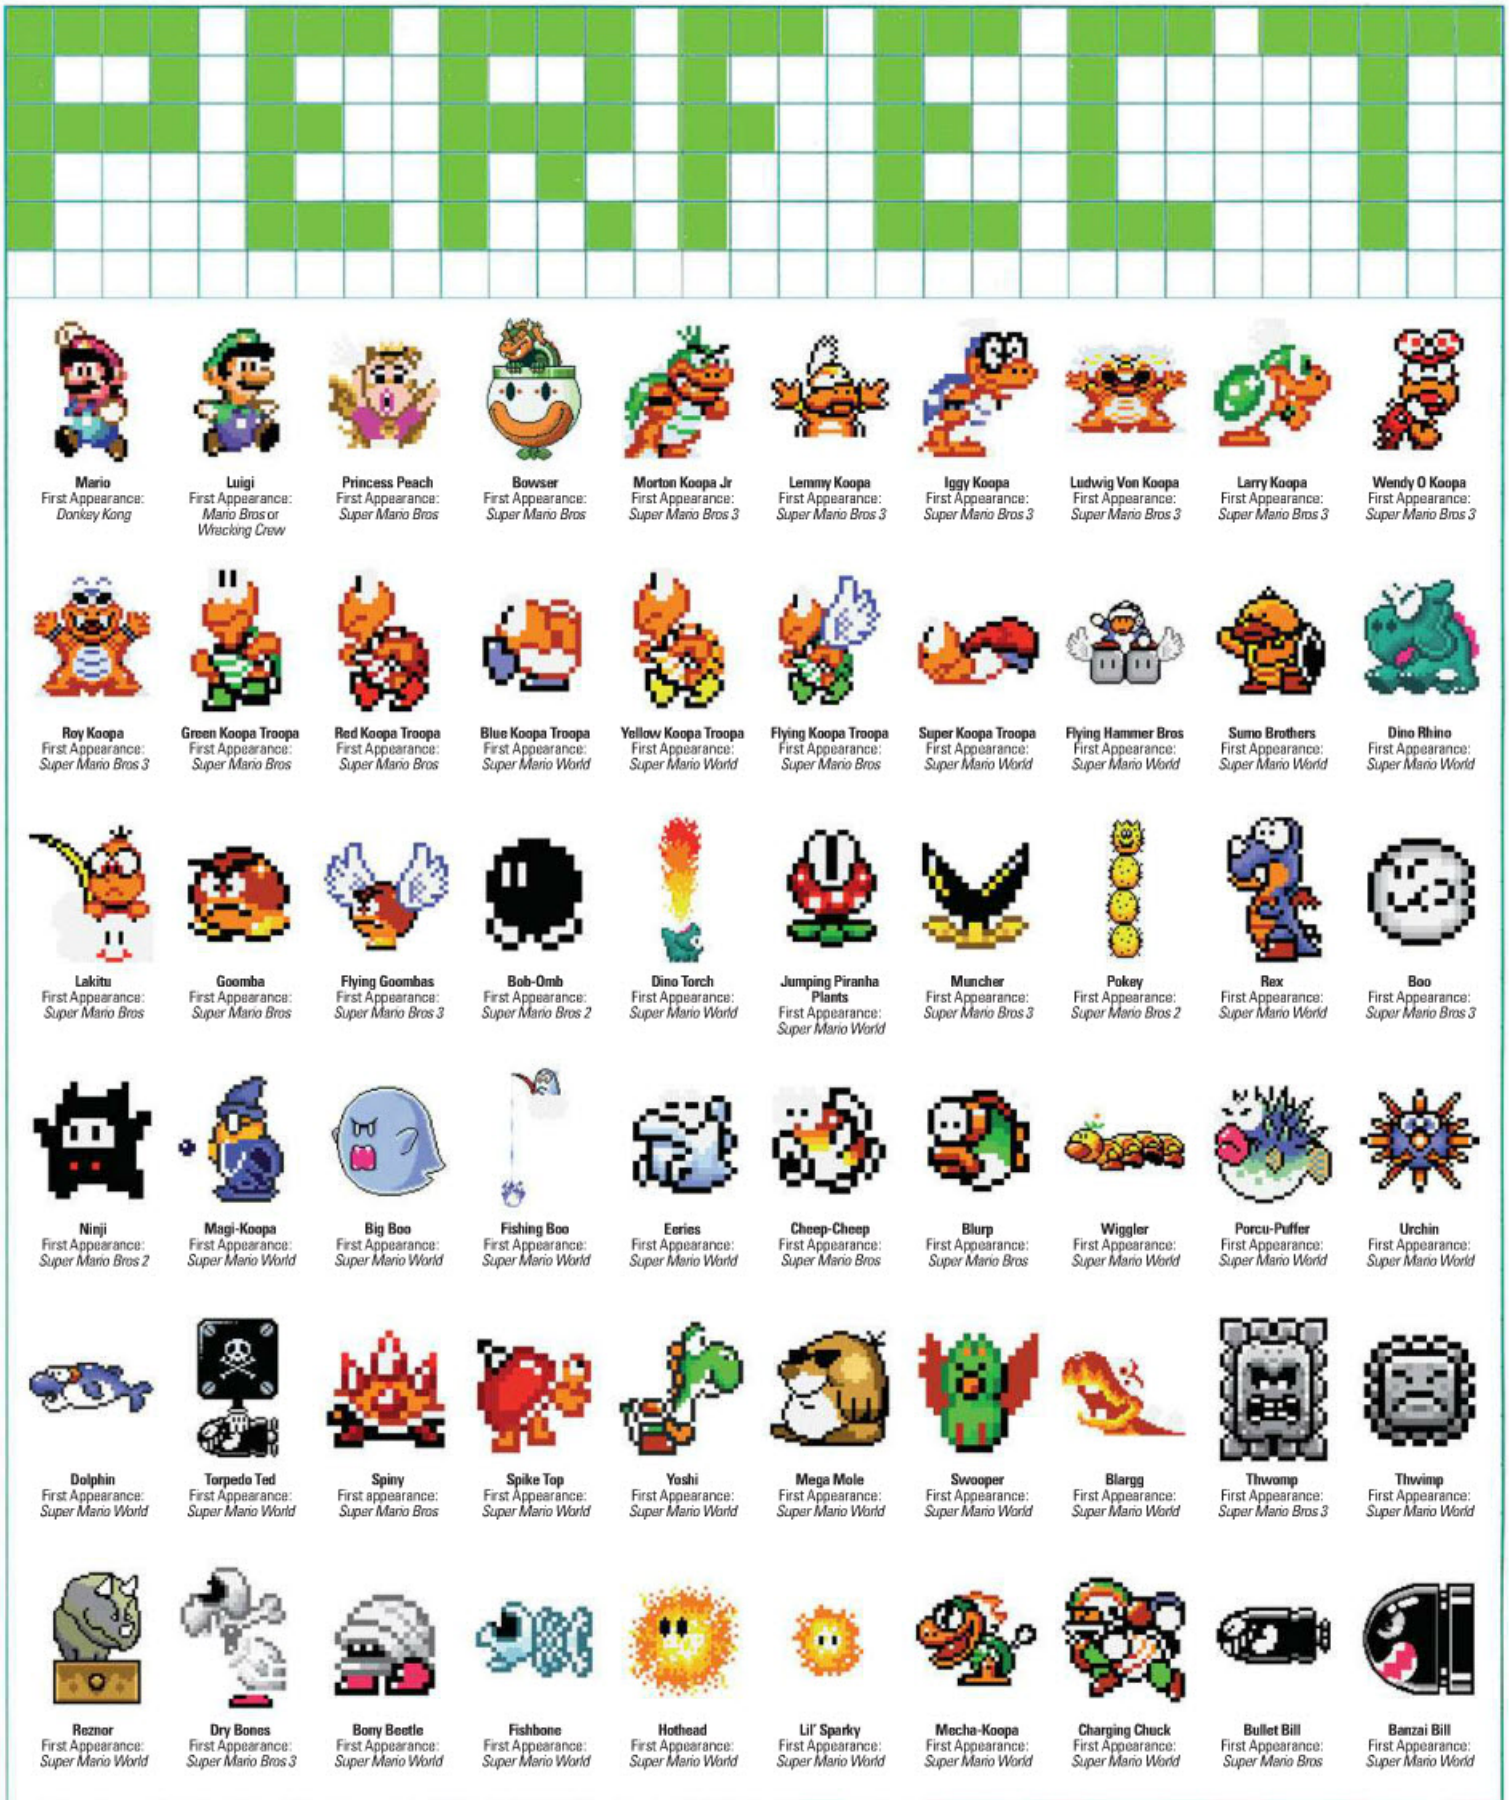 PERFECT
Mario
First Appearance:
Donkey Kong
Luigi
First Appearance:
Mario Bros or
Wrecking Crew
Princess Peach
First Appearance:
Super Mario Bros
Bowser
First Appearance:
Super Mario Bros
Morton Koopa Jr
First Appearance:
Super Mario Bros 3
Lemmy Koopa
First Appearance:
Super Mario Bros 3
Iggy Koopa
First Appearance:
Super Mario Bros 3
Ludwig Von Koopa
First Appearance:
Super Mario Bros 3
Larry Koopa
First Appearance:
Super Mario Bros 3
Wendy O Koopa
First Appearance:
Super Mario Bros 3
Roy Koopa
First Appearance:
Super Mario Bros 3
Green Koopa Troopa
First Appearance:
Super Mario Bros
Red Koopa Troopa
First Appearance:
Super Mario Bros
Blue Koopa Troopa
First Appearance:
Super Mario World
Yellow Koopa Troopa
First Appearance:
Super Mario World
Flying Koopa Troopa
First Appearance:
Super Mario Bros
Super Koopa Troopa
First Appearance:
Super Mario World
Flying Hammer Bros
First Appearance:
Super Mario World
Sumo Brothers
First Appearance:
Super Mario World
Dino Rhino
First Appearance:
Super Mario World
Lakitu
First Appearance:
Super Mario Bros
Goomba
First Appearance:
Super Mario Bros
Flying Goombas
First Appearance:
Super Mario Bros 3
Bob-Omb
First Appearance:
Super Mario Bros 2
Dino Torch
First Appearance:
Super Mario World
Jumping Piranha
Plants
First Appearance:
Super Mario World
Muncher
First Appearance:
Super Mario Bros 3
Pokey
First Appearance:
Super Mario Bros 2
Rex
First Appearance:
Super Mario World
Boo
First Appearance:
Super Mario Bros 3
Ninji
First Appearance:
Super Mario Bros 2
Magi-Koopa
First Appearance:
Super Mario World
Big Boo
First Appearance:
Super Mario World
Fishing Boo
First Appearance:
Super Mario World
Eeries
First Appearance:
Super Mario World
Cheep-Cheep
First Appearance:
Super Mario Bros
Blurp
First Appearance:
Super Mario Bros
Wiggler
First Appearance:
Super Mario World
Porcu-Puffer
First Appearance:
Super Mario World
Urchin
First Appearance:
Super Mario World
Dolphin
First Appearance:
Super Mario World
Torpedo Ted
First Appearance:
Super Mario World
Spiny
First appearance:
Super Mario Bros
Spike Top
First Appearance:
Super Mario World
Yoshi
First Appearance:
Super Mario World
Mega Mole
First Appearance:
Super Mario World
Swooper
First Appearance:
Super Mario World
Blargg
First Appearance:
Super Mario World
Thwomp
First Appearance:
Super Mario Bros 3
Thwimp
First Appearance:
Super Mario World
Reznor
First Appearance:
Super Mario World
Dry Bones
First Appearance:
Super Mario Bros 3
Bony Beetle
First Appearance:
Super Mario World
Fishbone
First Appearance:
Super Mario World
Hothead
First Appearance:
Super Mario World
Lil' Sparky
First Appearance:
Super Mario World
Mecha-Koopa
First Appearance:
Super Mario World
Charging Chuck
First Appearance:
Super Mario World
Bullet Bill
First Appearance:
Super Mario Bros
Banzai Bill
First Appearance:
Super Mario World